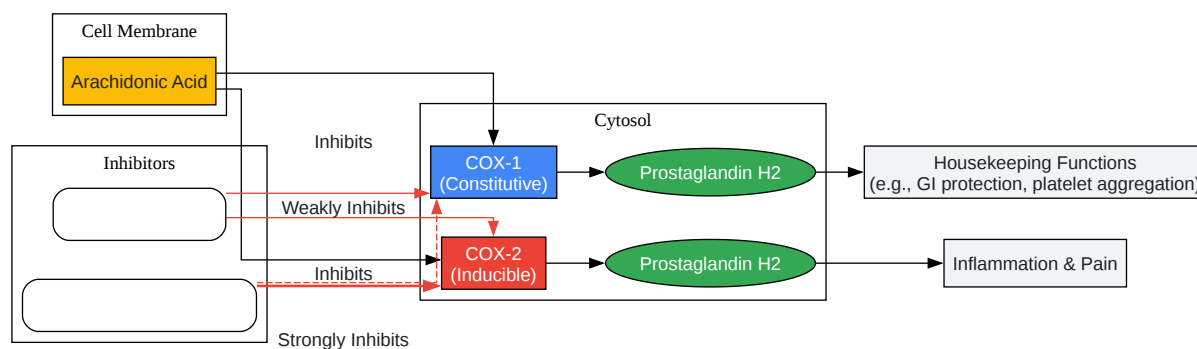 Cell Membrane
Arachidonic Acid
Inhibitors
Inhibits
Weakly Inhibits
Inhibits
Strongly Inhibits
Cytosol
COX-1
(Constitutive)
Prostaglandin H2
COX-2
(Inducible)
Prostaglandin H2
Housekeeping Functions
(e.g., GI protection, platelet aggregation)
Inflammation & Pain